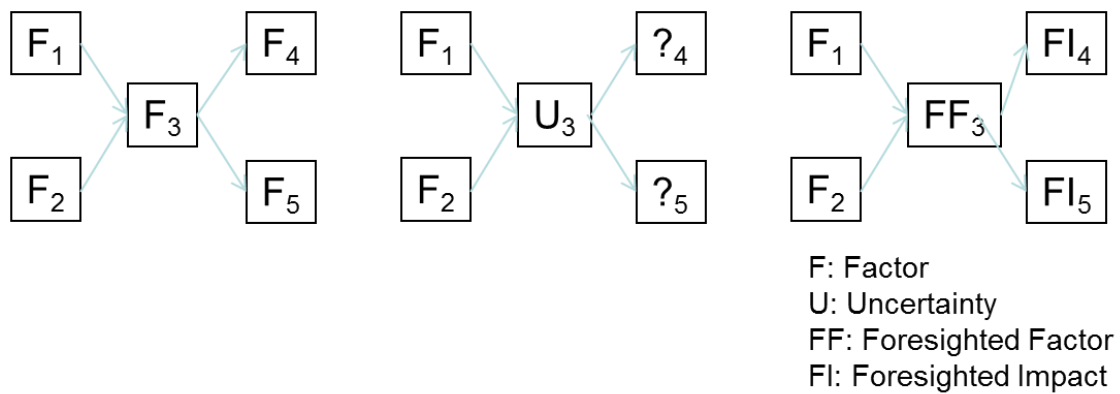 F1 F4 F1 ?4 F1 FI4
F3 U3 FF3
F2 F5 F2 ?5 F2 FI5
F: Factor
U: Uncertainty
FF: Foresighted Factor
FI: Foresighted Impact